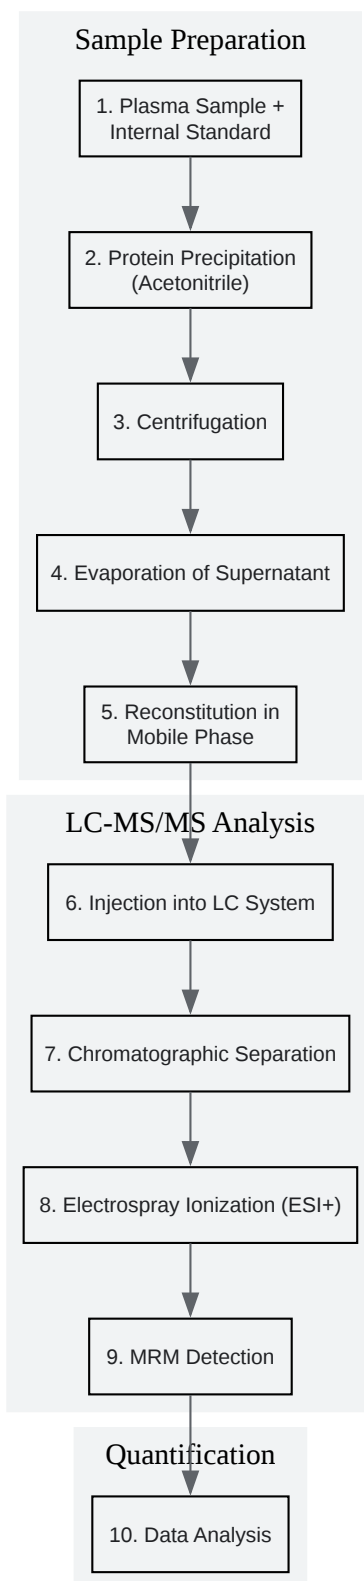 Sample Preparation
1. Plasma Sample +
Internal Standard
2. Protein Precipitation
(Acetonitrile)
3. Centrifugation
4. Evaporation of Supernatant
5. Reconstitution in
Mobile Phase
LC-MS/MS Analysis
6. Injection into LC System
7. Chromatographic Separation
8. Electrospray Ionization (ESI+)
9. MRM Detection
Quantification
10. Data Analysis